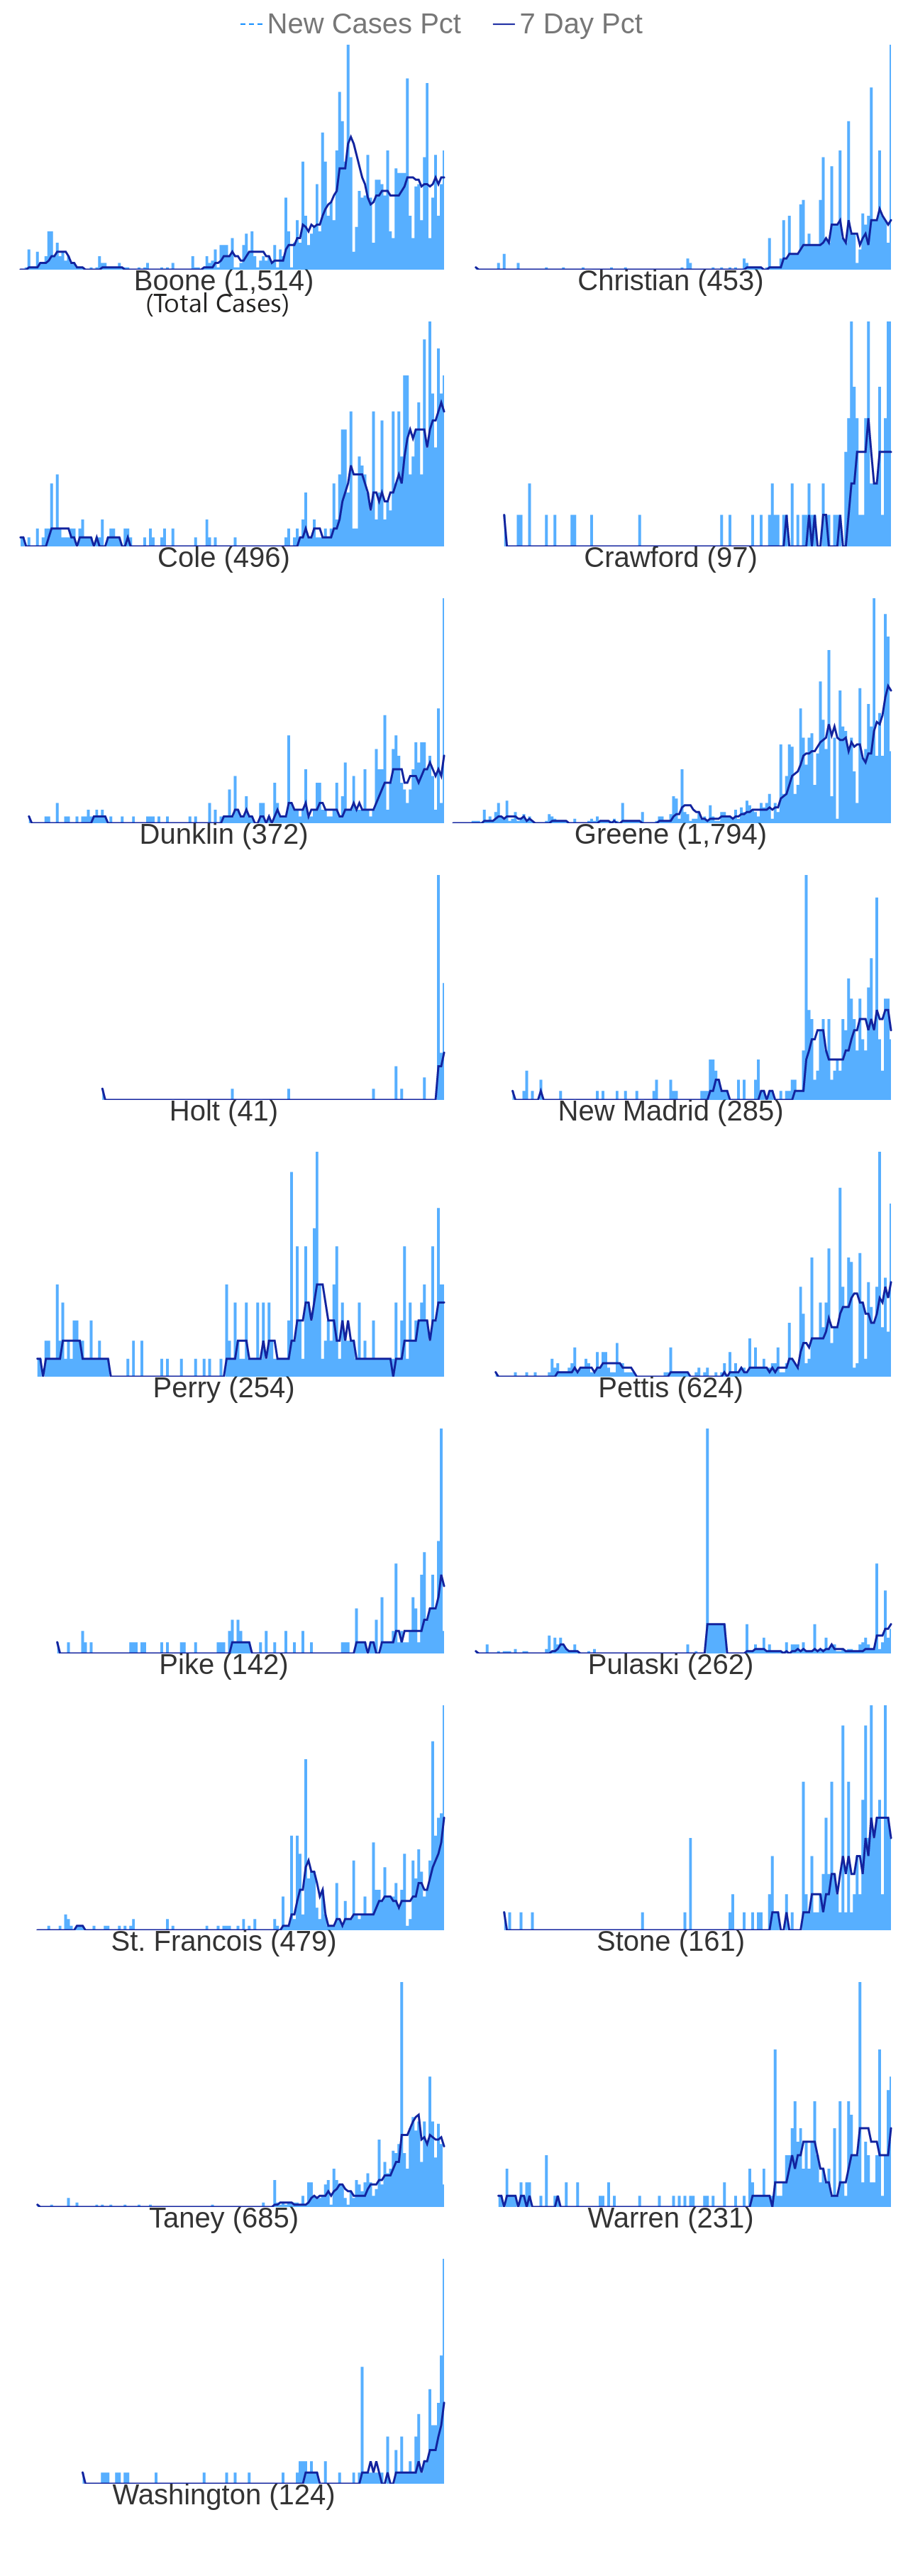 New Cases Pct 7 Day Pct
Boone (1,514) Christian (453)
(Total Cases)
Cole (496) Crawford (97)
Dunklin (372) Greene (1,794)
Holt (41) New Madrid (285)
Perry (254) Pettis (624)
Pike (142) Pulaski (262)
St. Francois (479) Stone (161)
Taney (685) Warren (231)
Washington (124)